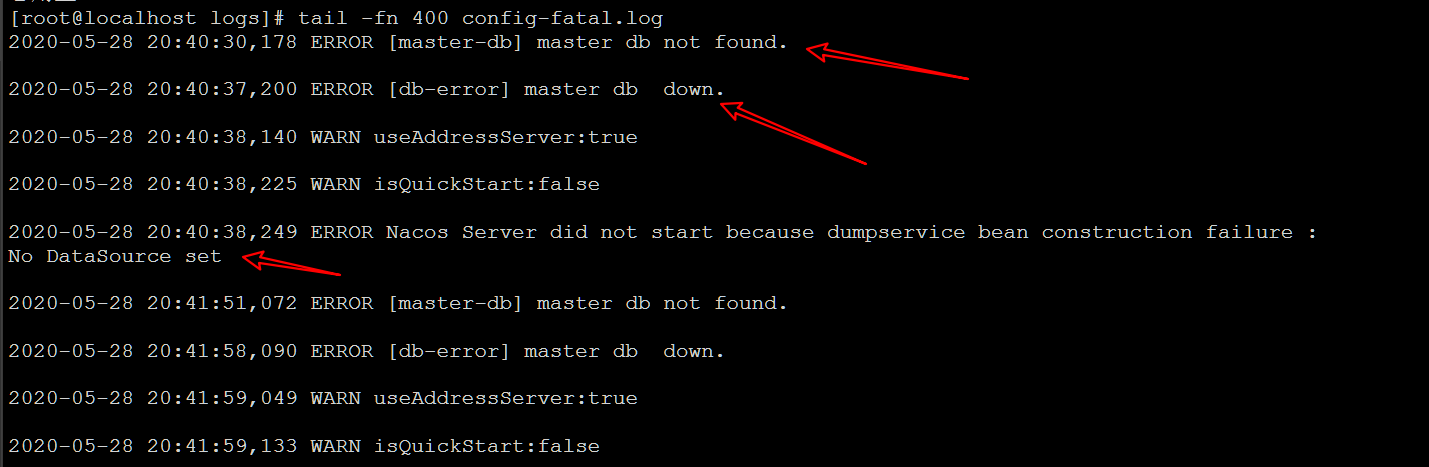 [root@localhost logs]# tail -fn 400 config-fatal.log
2020-05-28 20:40:30,178 ERROR [master-db] master db not found.
2020-05-28 20:40:37,200 ERROR [db-error] master db  down.
2020-05-28 20:40:38,140 WARN useAddressServer:true
2020-05-28 20:40:38,225 WARN isQuickStart:false
2020-05-28 20:40:38,249 ERROR Nacos Server did not start because dumpservice bean construction failure :
No DataSource set
2020-05-28 20:41:51,072 ERROR [master-db] master db not found.
2020-05-28 20:41:58,090 ERROR [db-error] master db  down.
2020-05-28 20:41:59,049 WARN useAddressServer:true
2020-05-28 20:41:59,133 WARN isQuickStart:false